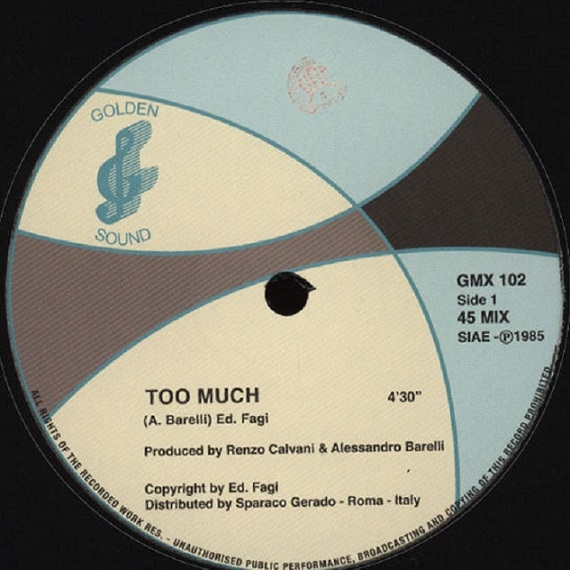 GOLDEN
SOUND
GMX 102
Side 1
45 MIX
SIAE - Ⓟ 1985
TOO MUCH 4'30"
(A. Barelli) Ed. Fagi
Produced by Renzo Calvani & Alessandro Barelli
Copyright by Ed. Fagi
Distributed by Sparaco Gerado - Roma - Italy
ALL RIGHTS OF THE RECORDED WORK RES. - UNAUTHORISED PUBLIC PERFORMANCE, BROADCASTING AND COPYING OF THIS RECORD PROHIBITED